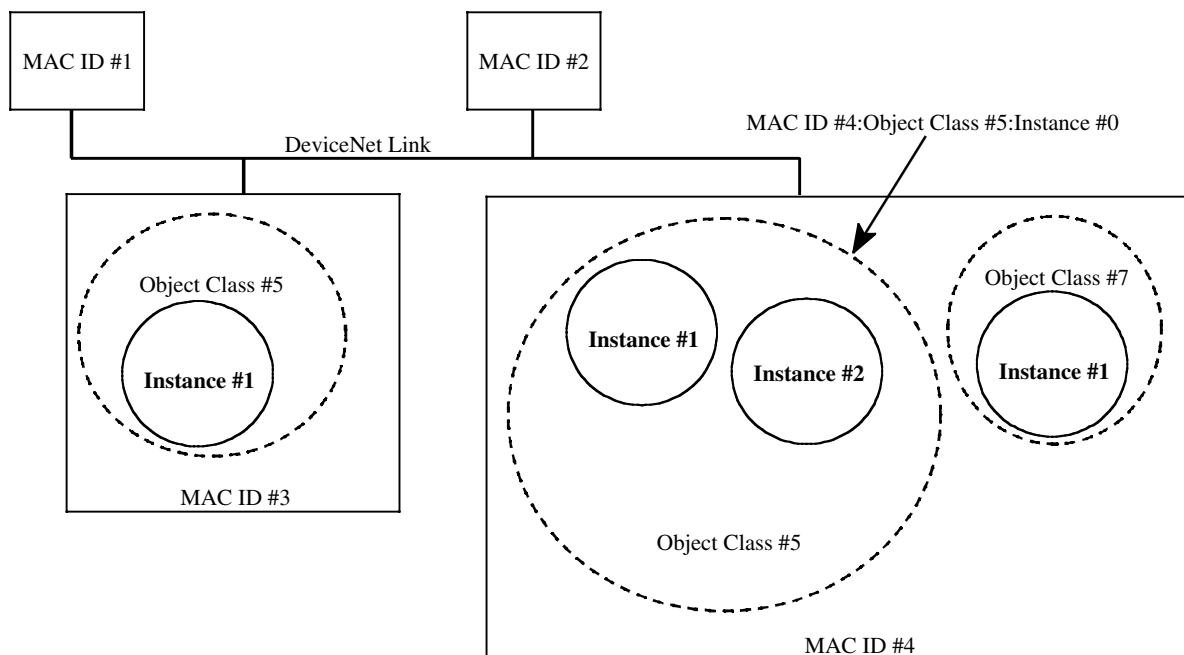 MAC ID #1
MAC ID #2
MAC ID #4:Object Class #5:Instance #0
DeviceNet Link
Object Class #5
Instance #1
MAC ID #3
Instance #1
Instance #2
Object Class #5
Object Class #7
Instance #1
MAC ID #4